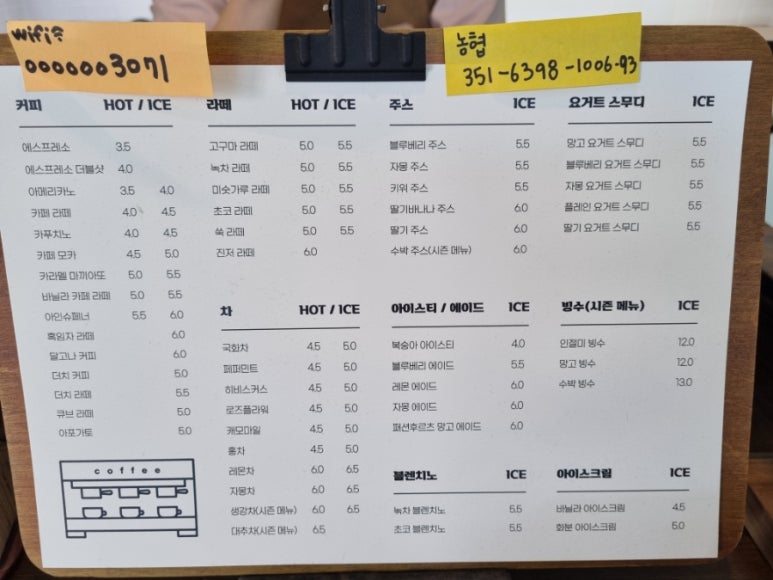 wifi
0000003071
농협
351-6398-1006-93
커피 HOT / ICE
에스프레소 3.5
에스프레소 더블샷 4.0
아메리카노 3.5 4.0
카페 라떼 4.0 4.5
카푸치노 4.0 4.5
카페 모카 4.5 5.0
카라멜 마끼아또 5.0 5.5
바닐라 카페 라떼 5.0 5.5
아인슈페너 5.5 6.0
흑임자 라떼 6.0
달고나 커피 6.0
더치 커피 5.0
더치 라떼 5.5
큐브 라떼 5.0
아포가토 5.0
coffee
라떼 HOT / ICE
고구마 라떼 5.0 5.5
녹차 라떼 5.0 5.5
미숫가루 라떼 5.0 5.5
초코 라떼 5.0 5.5
쑥 라떼 5.0 5.5
진저 라떼 6.0
차 HOT / ICE
국화차 4.5 5.0
페퍼민트 4.5 5.0
히비스커스 4.5 5.0
로즈플라워 4.5 5.0
캐모마일 4.5 5.0
홍차 4.5 5.0
레몬차 6.0 6.5
자몽차 6.0 6.5
생강차(시즌 메뉴) 6.0 6.5
대추차(시즌 메뉴) 6.5
주스 ICE
블루베리 주스 5.5
자몽 주스 5.5
키위 주스 5.5
딸기바나나 주스 6.0
딸기 주스 6.0
수박 주스(시즌 메뉴) 6.0
아이스티 / 에이드 ICE
복숭아 아이스티 4.0
블루베리 에이드 5.5
레몬 에이드 6.0
자몽 에이드 6.0
패션후르츠 망고 에이드 6.0
블렌치노 ICE
녹차 블렌치노 5.5
초코 블렌치노 5.5
요거트 스무디 ICE
망고 요거트 스무디 5.5
블루베리 요거트 스무디 5.5
자몽 요거트 스무디 5.5
플레인 요거트 스무디 5.5
딸기 요거트 스무디 5.5
빙수(시즌 메뉴) ICE
인절미 빙수 12.0
망고 빙수 12.0
수박 빙수 13.0
아이스크림 ICE
바닐라 아이스크림 4.5
화분 아이스크림 5.0